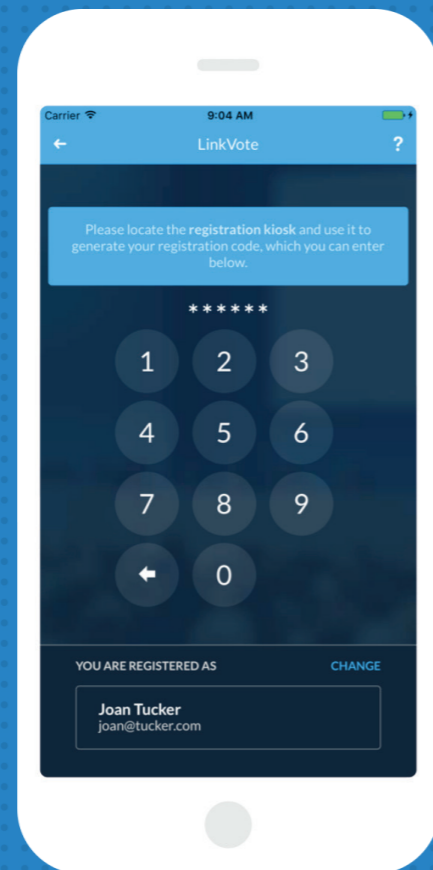 Carrier 9:04 AM
LinkVote ?
Please locate the registration kiosk and use it to
generate your registration code, which you can enter
below.
******
1 2 3
4 5 6
7 8 9
0
YOU ARE REGISTERED AS CHANGE
Joan Tucker
joan@tucker.com